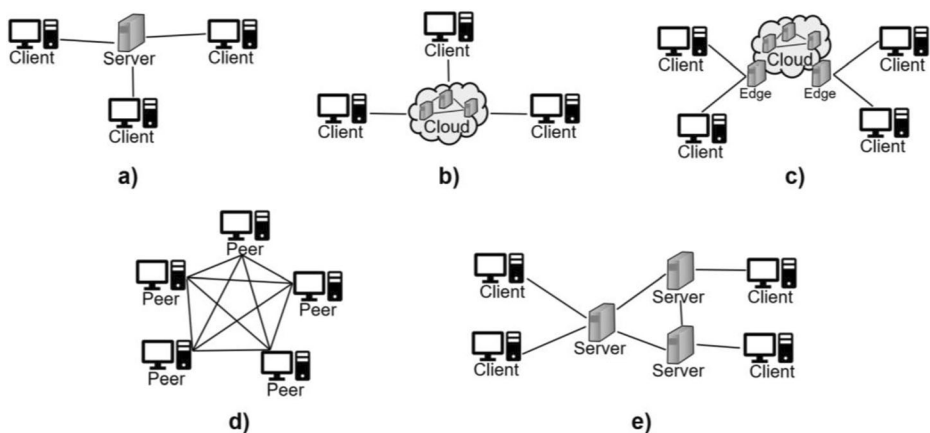 Client
Server
Client
Client
a)
Client
Client
Cloud
Client
b)
Client
Cloud
Client
Edge
Edge
Client
Client
c)
Peer
Peer
Peer
Peer
Peer
d)
Client
Server
Client
Server
Client
Server
Client
e)